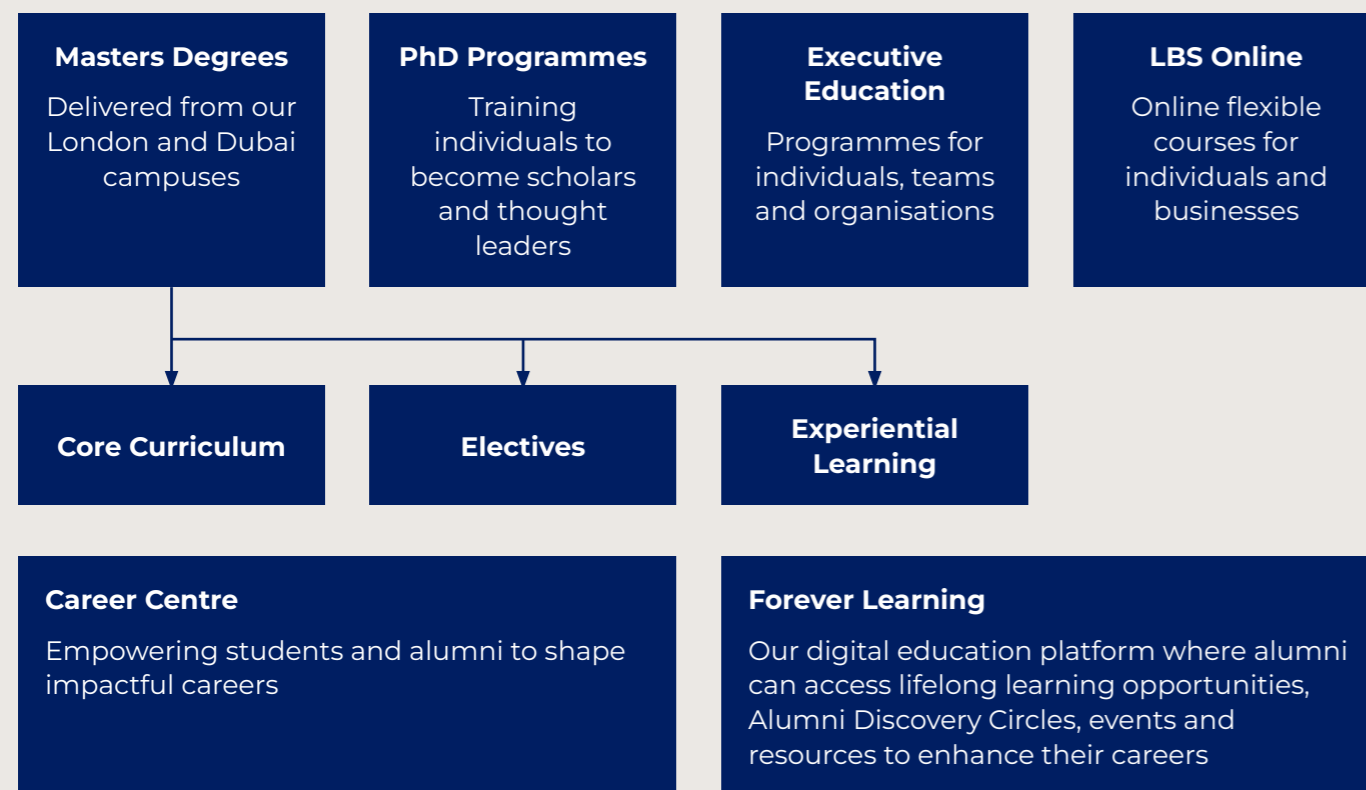 Masters Degrees
Delivered from our
London and Dubai
campuses
PhD Programmes
Training
individuals to
become scholars
and thought
leaders
Executive
Education
Programmes for
individuals, teams
and organisations
LBS Online
Online flexible
courses for
individuals and
businesses
Core Curriculum
Electives
Experiential
Learning
Career Centre
Empowering students and alumni to shape
impactful careers
Forever Learning
Our digital education platform where alumni
can access lifelong learning opportunities,
Alumni Discovery Circles, events and
resources to enhance their careers